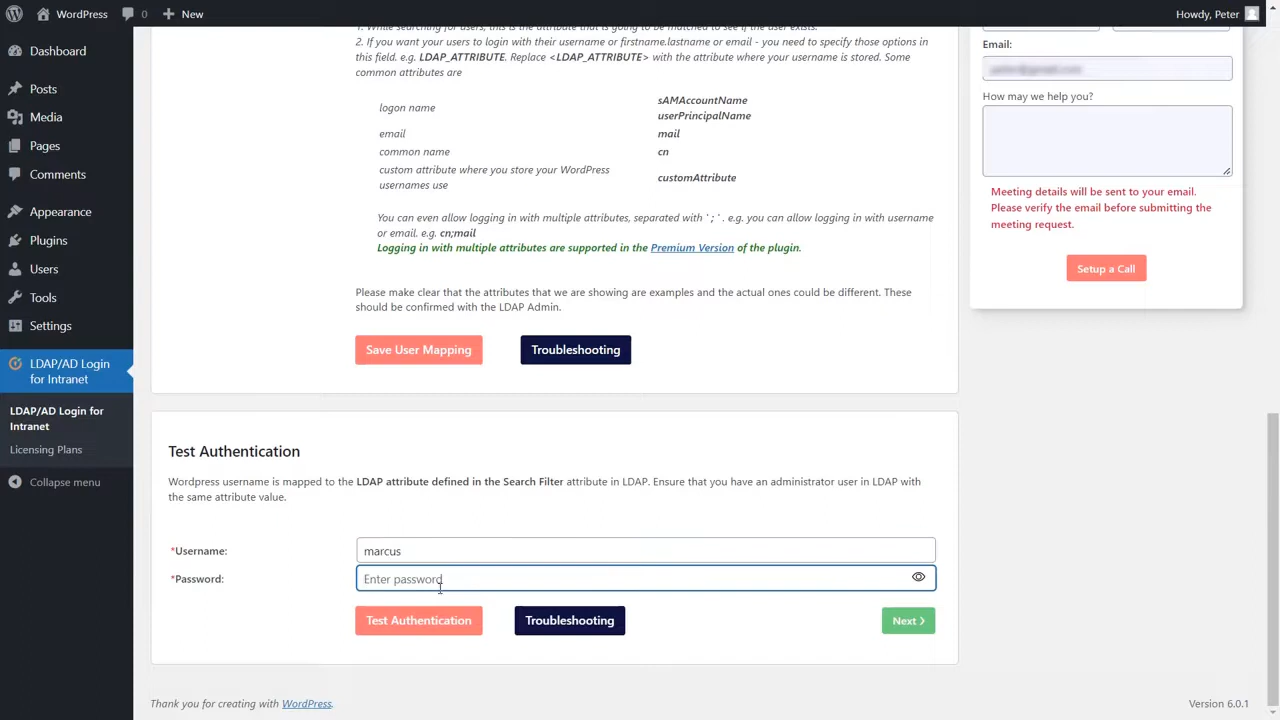 WordPress
0
New
Howdy, Peter
Dashboard
Posts
Media
Pages
Comments
Appearance
Plugins
Users
Tools
Settings
LDAP/AD Login
for Intranet
LDAP/AD Login for
Intranet
Licensing Plans
Collapse menu
1. While searching for users, this is the attribute that is going to be matched to see if the user exists.
2. If you want your users to login with their username or firstname.lastname or email - you need to specify those options in
this field. e.g. LDAP_ATTRIBUTE. Replace <LDAP_ATTRIBUTE> with the attribute where your username is stored. Some
common attributes are
logon name
sAMAccountName
userPrincipalName
email
mail
common name
cn
custom attribute where you store your WordPress
usernames use
customAttribute
You can even allow logging in with multiple attributes, separated with ` ; ` . e.g. you can allow logging in with username
or email. e.g. cn;mail
Logging in with multiple attributes are supported in the Premium Version of the plugin.
Please make clear that the attributes that we are showing are examples and the actual ones could be different. These
should be confirmed with the LDAP Admin.
Save User Mapping
Troubleshooting
Test Authentication
Wordpress username is mapped to the LDAP attribute defined in the Search Filter attribute in LDAP. Ensure that you have an administrator user in LDAP with
the same attribute value.
*Username:
marcus
*Password:
Enter password
Test Authentication
Troubleshooting
Next ❯
Email:
How may we help you?
Meeting details will be sent to your email.
Please verify the email before submitting the
meeting request.
Setup a Call
Thank you for creating with WordPress.
Version 6.0.1